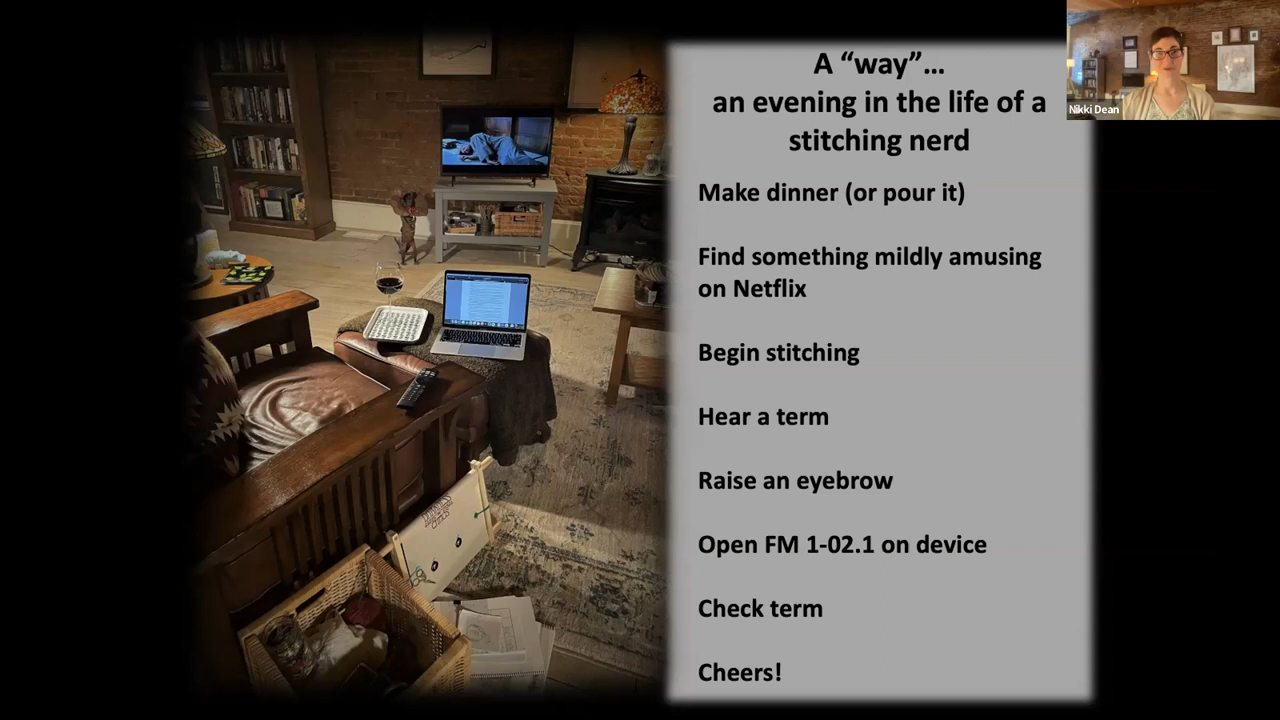 A “way”…
an evening in the life of a
stitching nerd
Make dinner (or pour it)
Find something mildly amusing
on Netflix
Begin stitching
Hear a term
Raise an eyebrow
Open FM 1-02.1 on device
Check term
Cheers!
Nikki Dean